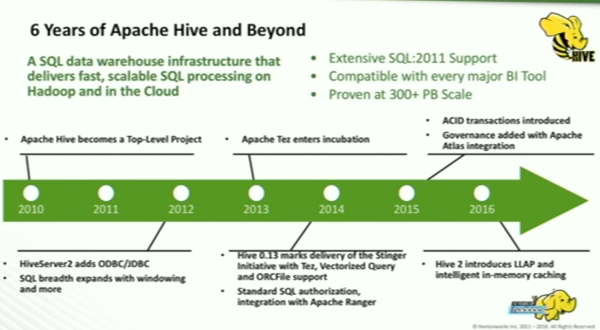 6 Years of Apache Hive and Beyond
A SQL data warehouse infrastructure that
delivers fast, scalable SQL processing on
Hadoop and in the Cloud
• Extensive SQL:2011 Support
• Compatible with every major BI Tool
• Proven at 300+ PB Scale
HIVE
• Apache Hive becomes a Top-Level Project
• Apache Tez enters incubation
• ACID transactions introduced
• Governance added with Apache
Atlas integration
2010 2011 2012 2013 2014 2015 2016
• HiveServer2 adds ODBC/JDBC
• SQL breadth expands with windowing
and more
• Hive 0.13 marks delivery of the Stinger
Initiative with Tez, Vectorized Query
and ORCFile support
• Standard SQL authorization,
integration with Apache Ranger
• Hive 2 introduces LLAP and
intelligent in-memory caching
© Hortonworks Inc. 2011 – 2016. All Rights Reserved